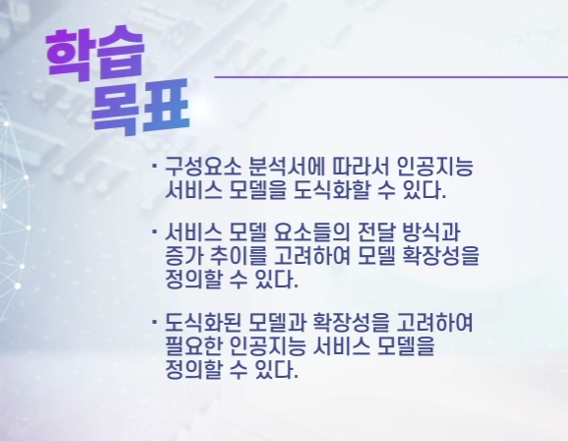 학습
목표
· 구성요소 분석서에 따라서 인공지능
서비스 모델을 도식화할 수 있다.
· 서비스 모델 요소들의 전달 방식과
증가 추이를 고려하여 모델 확장성을
정의할 수 있다.
· 도식화된 모델과 확장성을 고려하여
필요한 인공지능 서비스 모델을
정의할 수 있다.